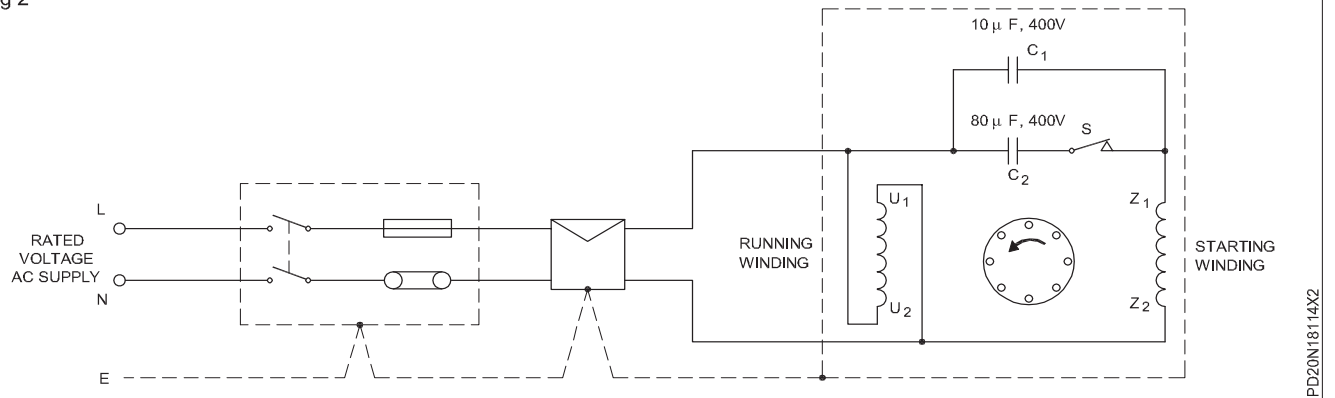 g 2
10 μ F, 400V
C1
80 μ F, 400V
S
C2
L
RATED
VOLTAGE
AC SUPPLY
N
E
RUNNING
WINDING
U1
U2
Z1
Z2
STARTING
WINDING
PD20N18114X2